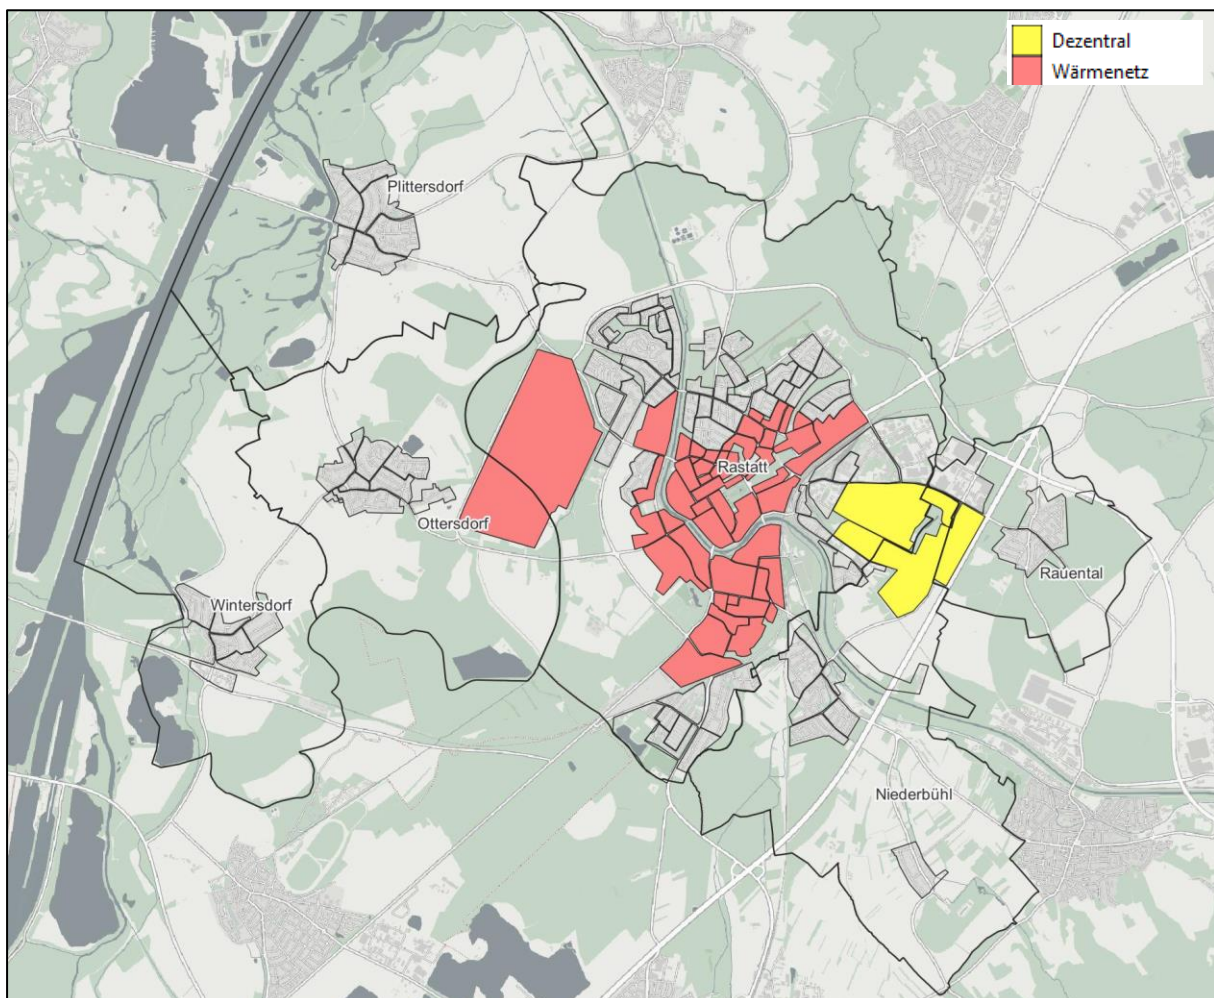 Dezentral
Wärmenetz
Plittersdorf
Rastatt
Ottersdorf
Rauental
Wintersdorf
Niederbühl